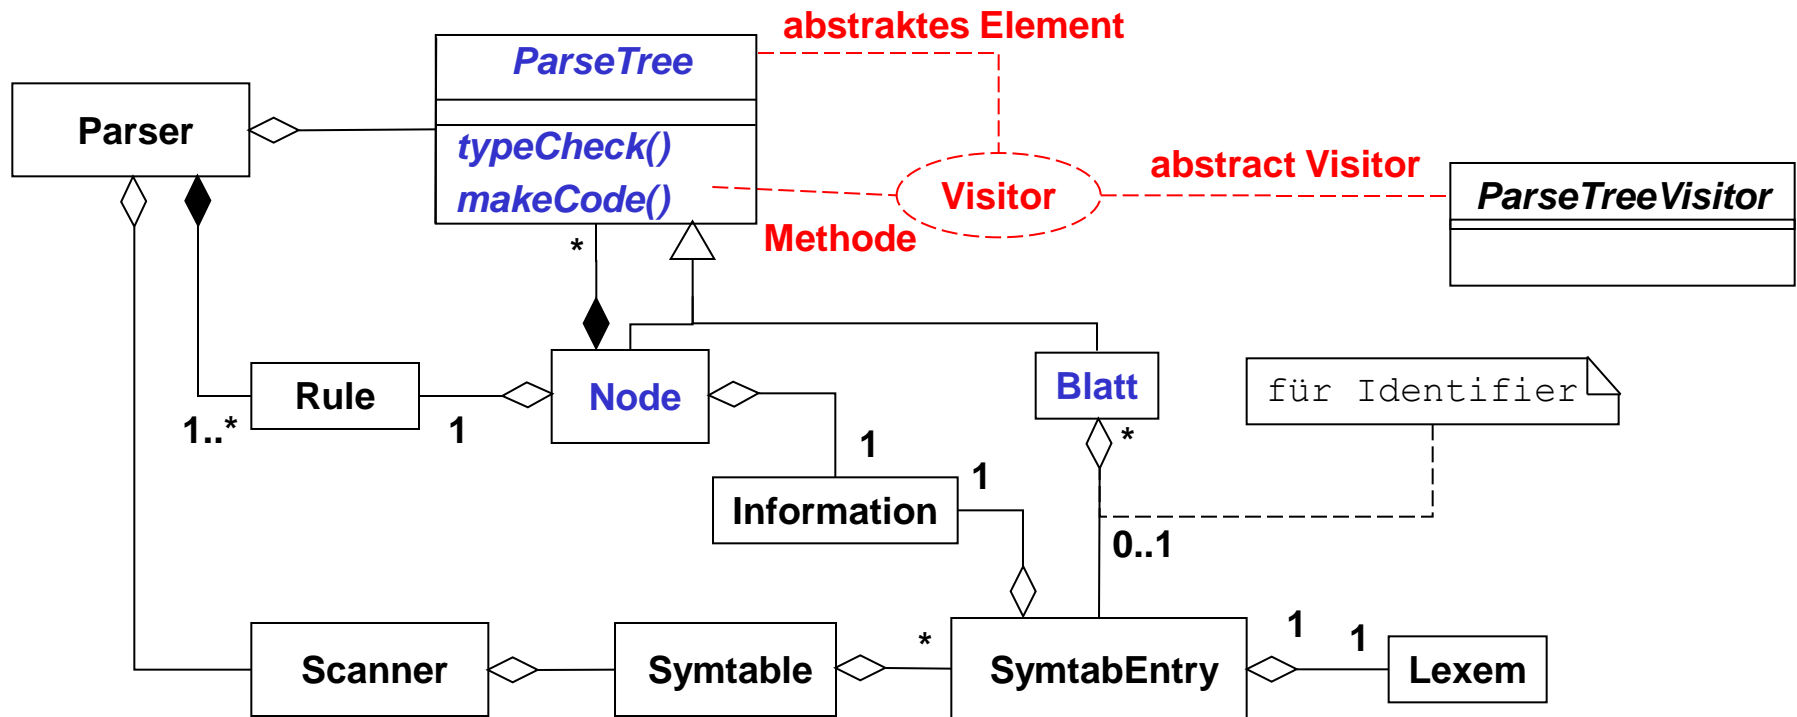 abstraktes Element
ParseTree
Parser
typeCheck()
makeCode()
abstract Visitor
Visitor
ParseTreeVisitor
Methode
*
Rule
Node
Blatt
für Identifier
1..*
1
*
1
1
Information
0..1
Scanner
Symtable
*
SymtabEntry
1
1
Lexem